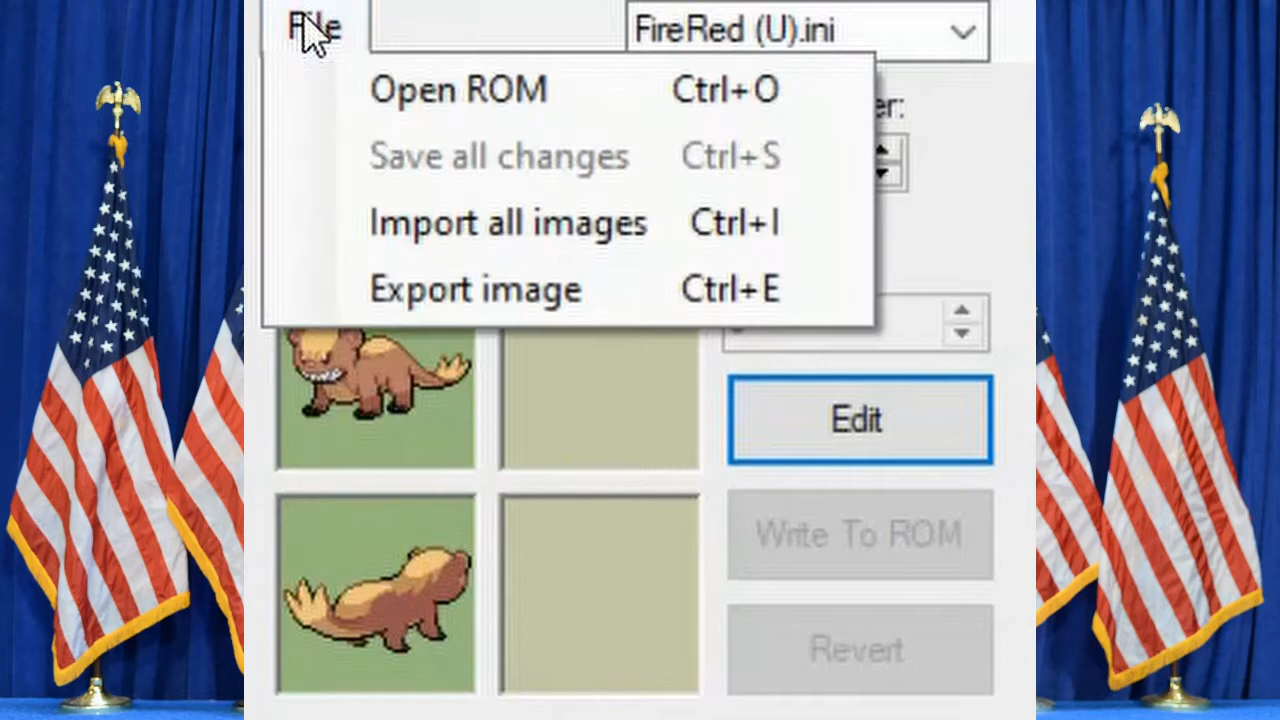 File
FireRed (U).ini
Open ROM Ctrl+O
er:
Save all changes Ctrl+S
Import all images Ctrl+I
Export image Ctrl+E
Edit
Write To ROM
Revert